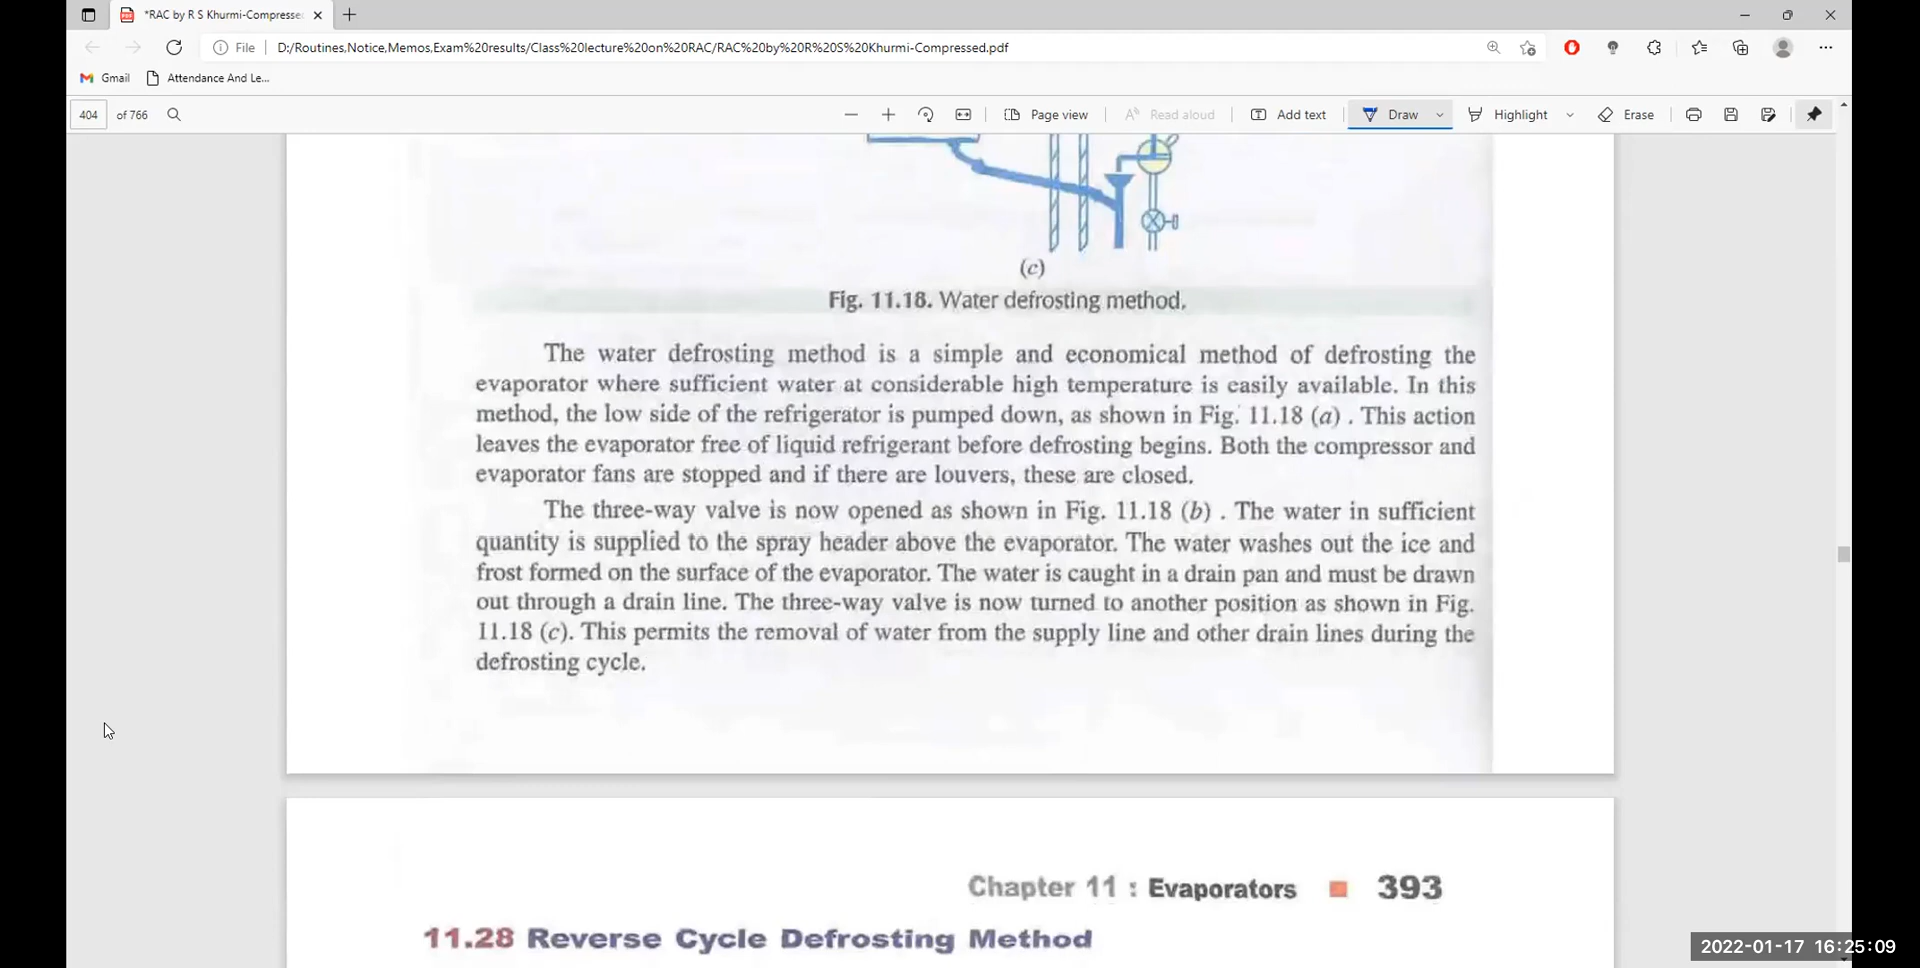 *RAC by R S Khurmi-Compresse
File D:/Routines,Notice,Memos,Exam%20results/Class%20lecture%20on%20RAC/RAC%20by%20R%20S%20Khurmi-Compressed.pdf
Gmail Attendance And Le...
404 of 766 Page view Read aloud Add text Draw Highlight Erase
(c)
Fig. 11.18. Water defrosting method.
The water defrosting method is a simple and economical method of defrosting the
evaporator where sufficient water at considerable high temperature is easily available. In this
method, the low side of the refrigerator is pumped down, as shown in Fig. 11.18 (a) . This action
leaves the evaporator free of liquid refrigerant before defrosting begins. Both the compressor and
evaporator fans are stopped and if there are louvers, these are closed.
The three-way valve is now opened as shown in Fig. 11.18 (b) . The water in sufficient
quantity is supplied to the spray header above the evaporator. The water washes out the ice and
frost formed on the surface of the evaporator. The water is caught in a drain pan and must be drawn
out through a drain line. The three-way valve is now turned to another position as shown in Fig.
11.18 (c). This permits the removal of water from the supply line and other drain lines during the
defrosting cycle.
Chapter 11 : Evaporators 393
11.28 Reverse Cycle Defrosting Method
2022-01-17 16:25:09